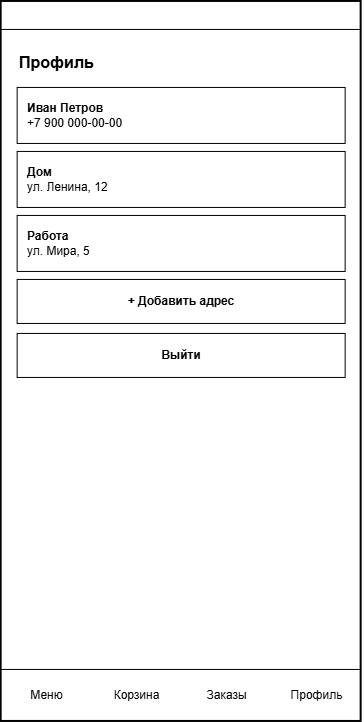 Профиль
Иван Петров
+7 900 000-00-00
Дом
ул. Ленина, 12
Работа
ул. Мира, 5
+ Добавить адрес
Выйти
Меню Корзина Заказы Профиль